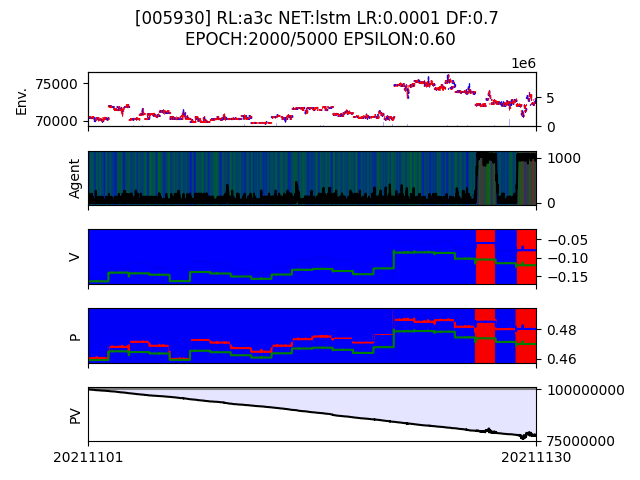 [005930] RL:a3c NET:lstm LR:0.0001 DF:0.7
EPOCH:2000/5000 EPSILON:0.60
1e6
Env.
75000
70000
5
0
Agent
1000
0
V
−0.05
−0.10
−0.15
P
0.48
0.46
PV
100000000
75000000
20211101
20211130